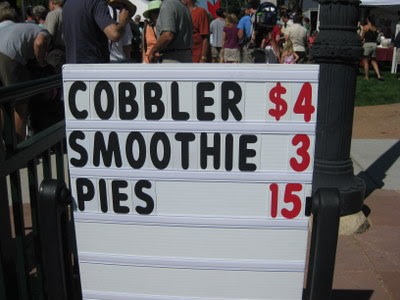 COBBLER $4
SMOOTHIE 3
PIES 15